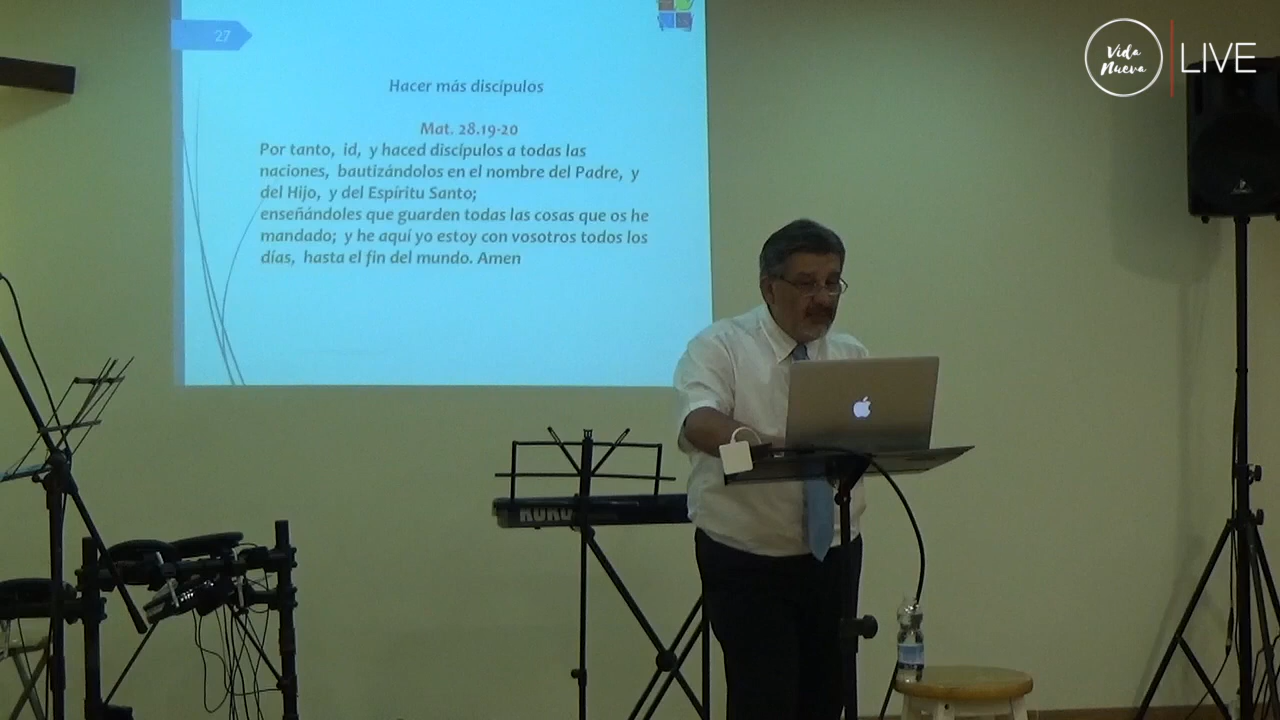 27
Hacer más discípulos
Mat. 28.19-20
Por tanto, id, y haced discípulos a todas las
naciones, bautizándolos en el nombre del Padre, y
del Hijo, y del Espíritu Santo;
enseñándoles que guarden todas las cosas que os he
mandado; y he aquí yo estoy con vosotros todos los
días, hasta el fin del mundo. Amen
Vida
Nueva
LIVE
KORG